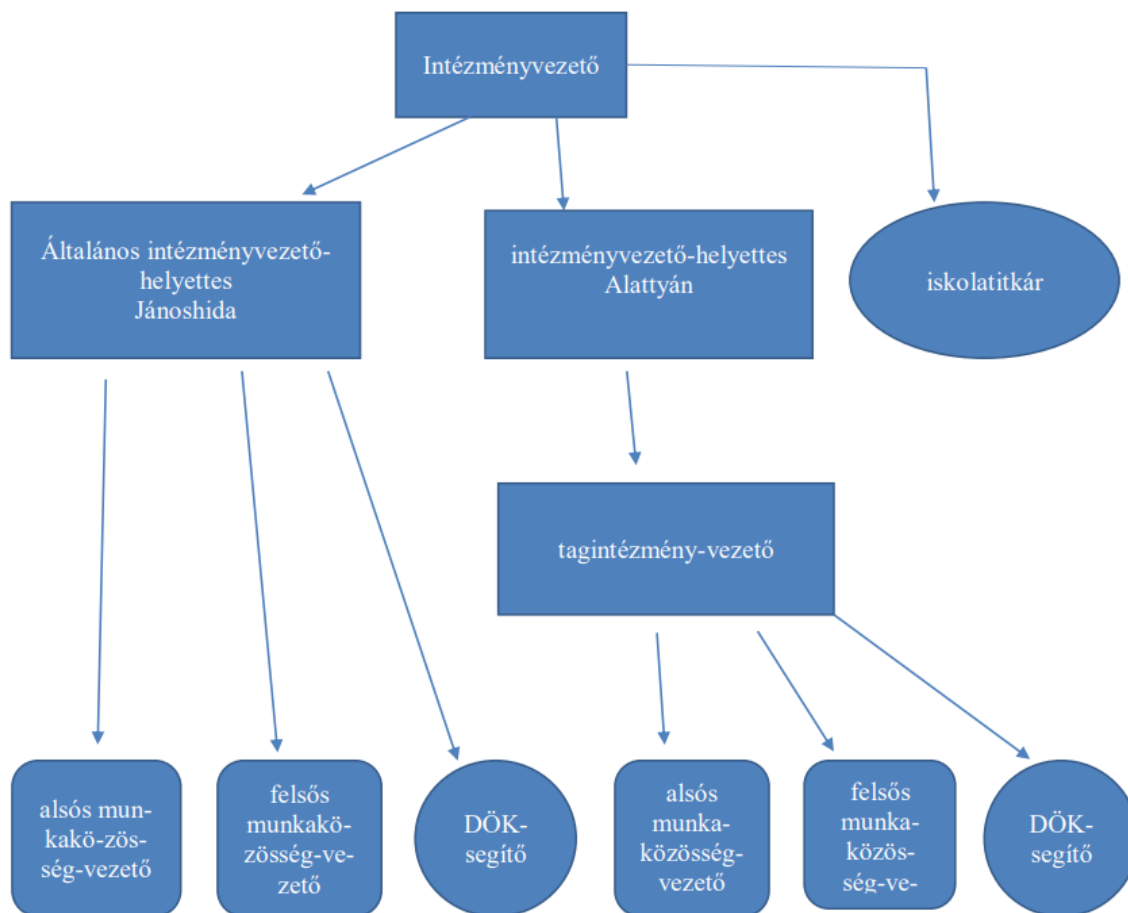 Intézményvezető
Általános intézményvezető-
helyettes
Jánoshida
intézményvezető-helyettes
Alattyán
iskolatitkár
tagintézmény-vezető
alsós mun-
kakö-zös-
ség-vezető
felsős
munkakö-
zösség-ve-
zető
DÖK-
segítő
alsós
munka-
közösség-
vezető
felsős
munka-
közös-
ség-ve-
DÖK-
segítő